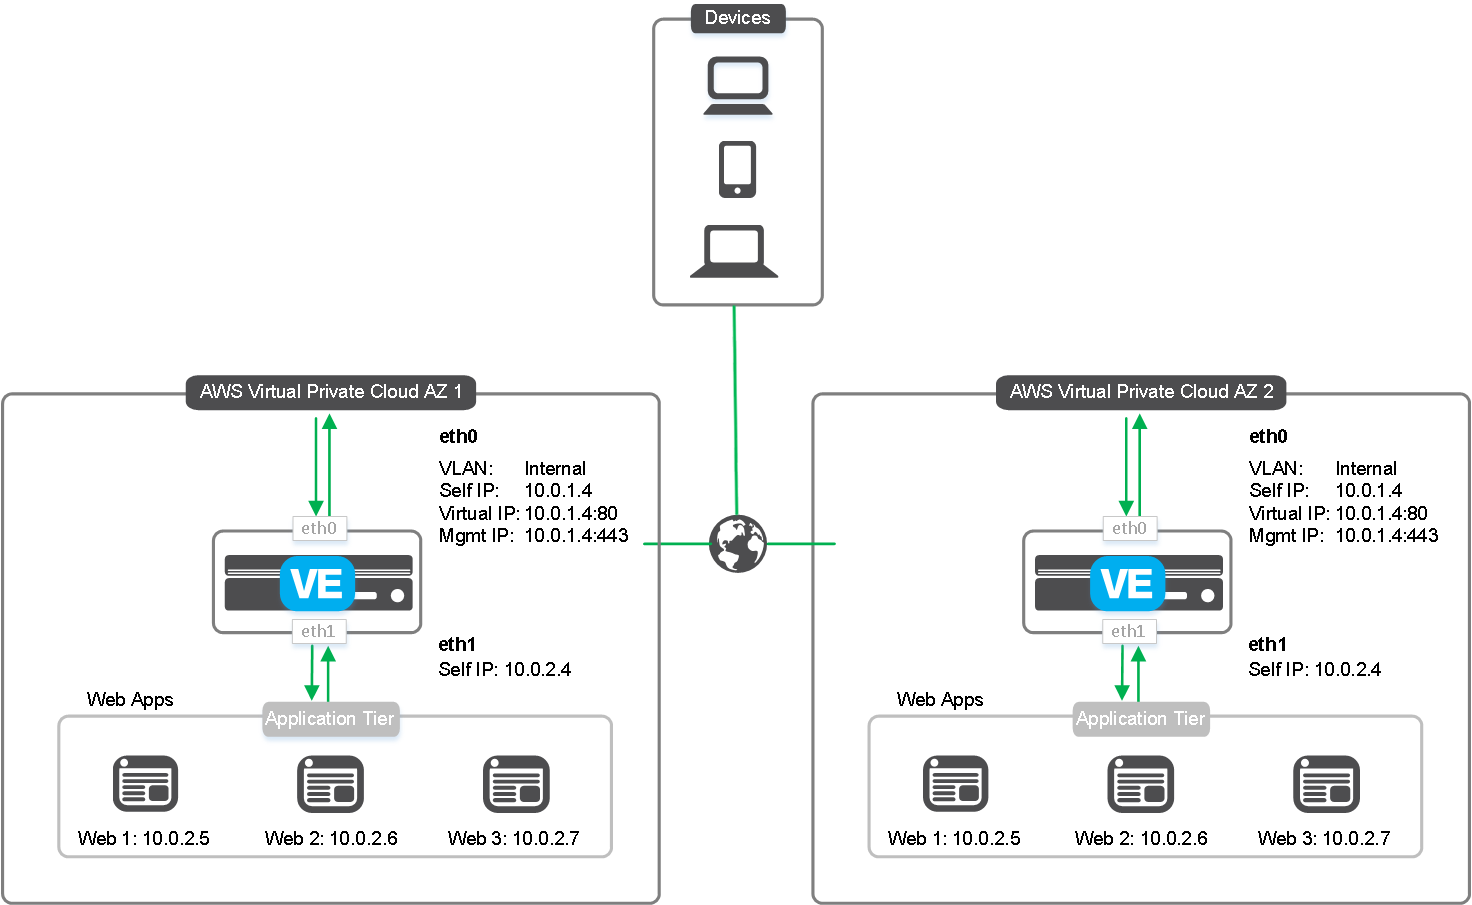 Devices
AWS Virtual Private Cloud AZ 1
eth0
VLAN: Internal
Self IP: 10.0.1.4
Virtual IP: 10.0.1.4:80
Mgmt IP: 10.0.1.4:443
eth0
VE
eth1
eth1
Self IP: 10.0.2.4
Web Apps
Application Tier
Web 1: 10.0.2.5
Web 2: 10.0.2.6
Web 3: 10.0.2.7
AWS Virtual Private Cloud AZ 2
eth0
VLAN: Internal
Self IP: 10.0.1.4
Virtual IP: 10.0.1.4:80
Mgmt IP: 10.0.1.4:443
eth0
VE
eth1
eth1
Self IP: 10.0.2.4
Web Apps
Application Tier
Web 1: 10.0.2.5
Web 2: 10.0.2.6
Web 3: 10.0.2.7